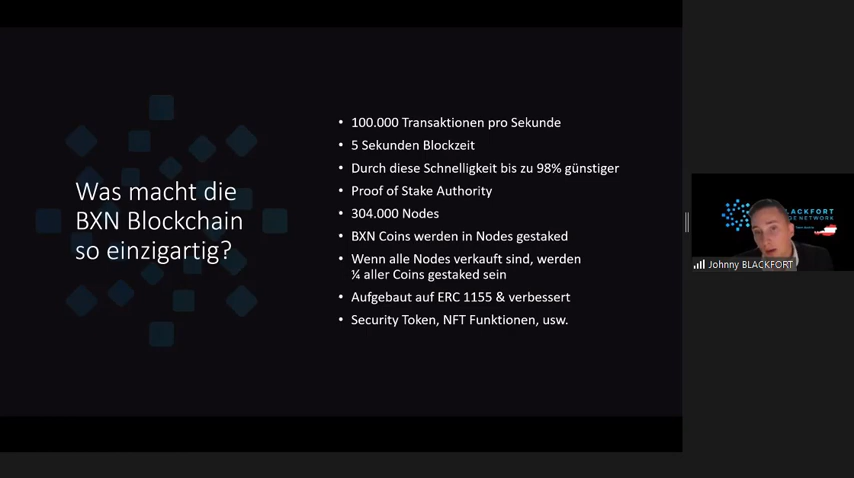 Was macht die
BXN Blockchain
so einzigartig?
• 100.000 Transaktionen pro Sekunde
• 5 Sekunden Blockzeit
• Durch diese Schnelligkeit bis zu 98% günstiger
• Proof of Stake Authority
• 304.000 Nodes
• BXN Coins werden in Nodes gestaked
• Wenn alle Nodes verkauft sind, werden
¼ aller Coins gestaked sein
• Aufgebaut auf ERC 1155 & verbessert
• Security Token, NFT Funktionen, usw.
Johnny BLACKFORT